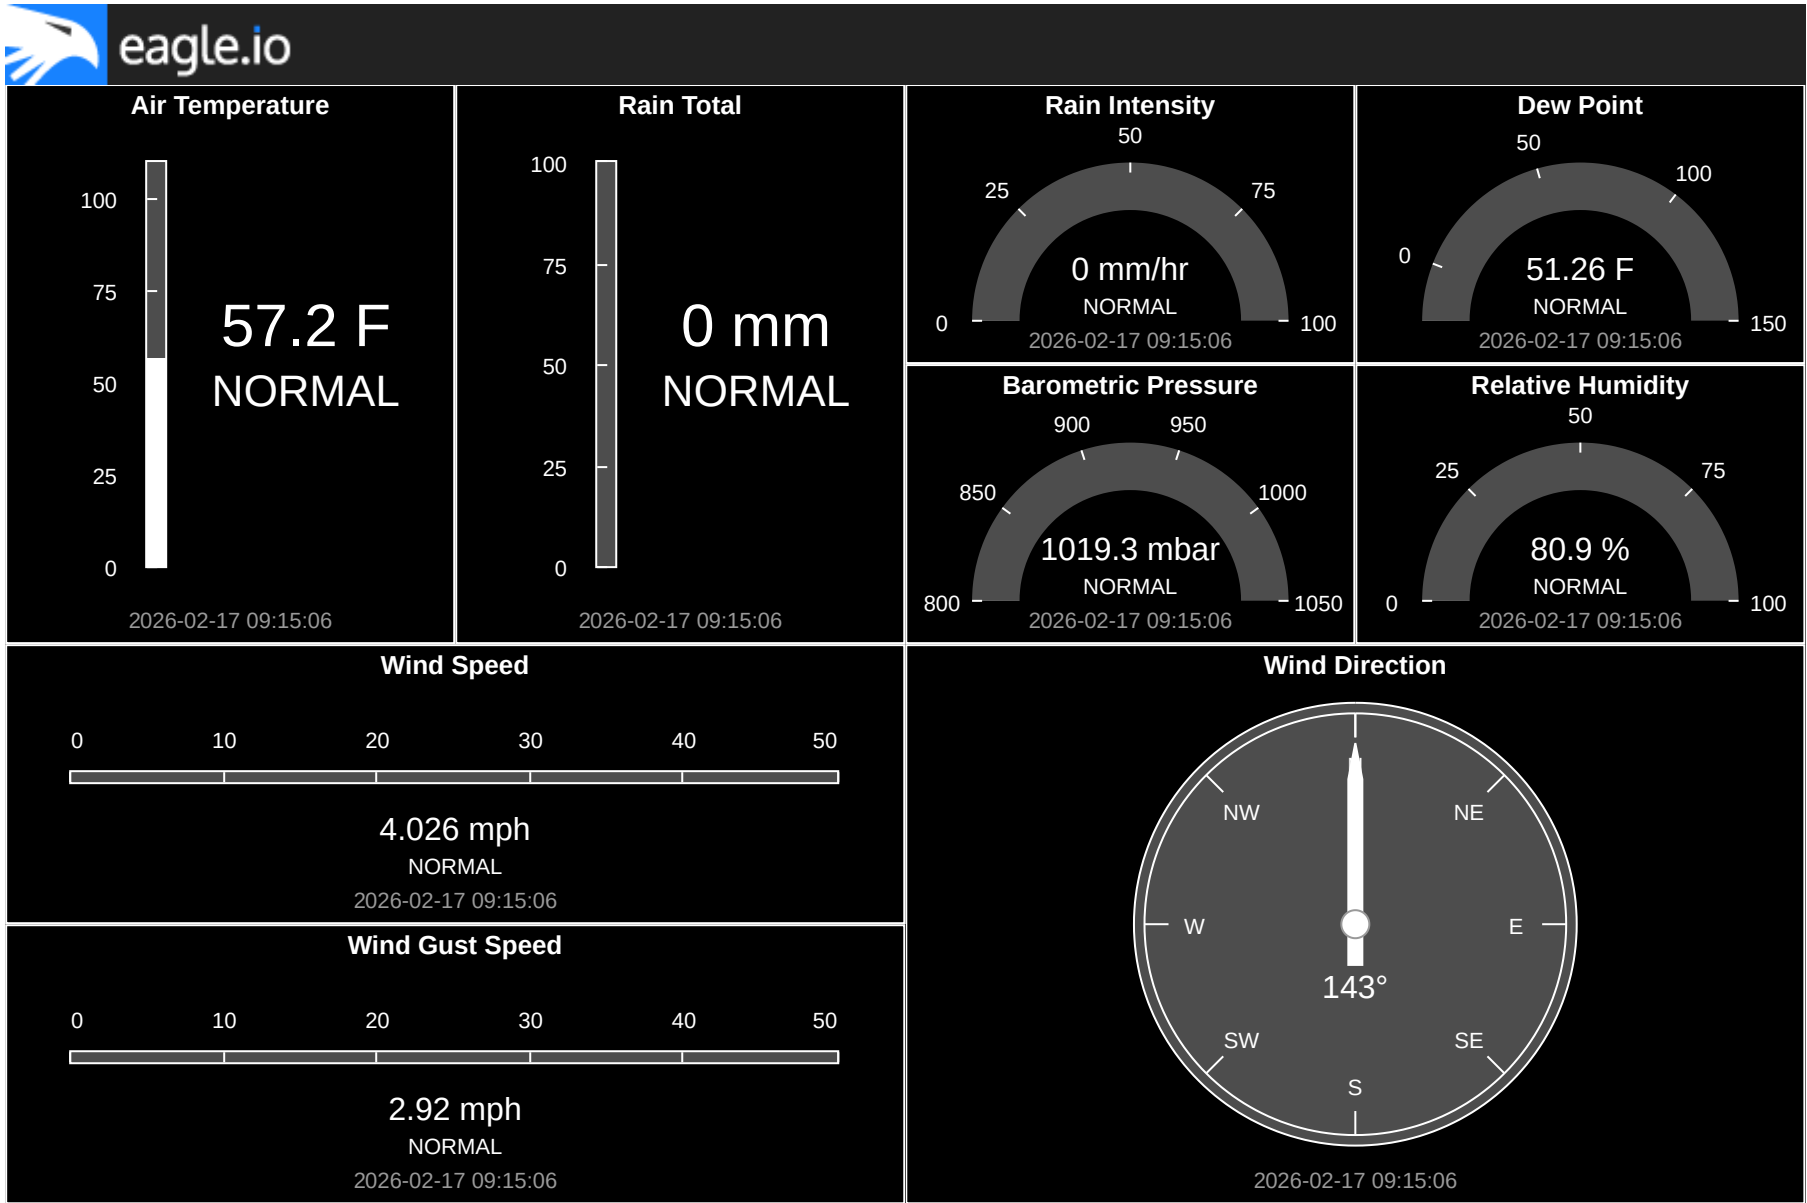 eagle.io
Air Temperature
100
75
50
25
0
57.2 F
NORMAL
2026-02-17 09:15:06
Rain Total
100
75
50
25
0
0 mm
NORMAL
2026-02-17 09:15:06
Rain Intensity
0
25
50
75
100
0 mm/hr
NORMAL
2026-02-17 09:15:06
Dew Point
0
50
100
150
51.26 F
NORMAL
2026-02-17 09:15:06
Barometric Pressure
800
850
900
950
1000
1050
1019.3 mbar
NORMAL
2026-02-17 09:15:06
Relative Humidity
0
25
50
75
100
80.9 %
NORMAL
2026-02-17 09:15:06
Wind Speed
0 10 20 30 40 50
4.026 mph
NORMAL
2026-02-17 09:15:06
Wind Gust Speed
0 10 20 30 40 50
2.92 mph
NORMAL
2026-02-17 09:15:06
Wind Direction
NW NE
W E
143°
SW SE
S
2026-02-17 09:15:06